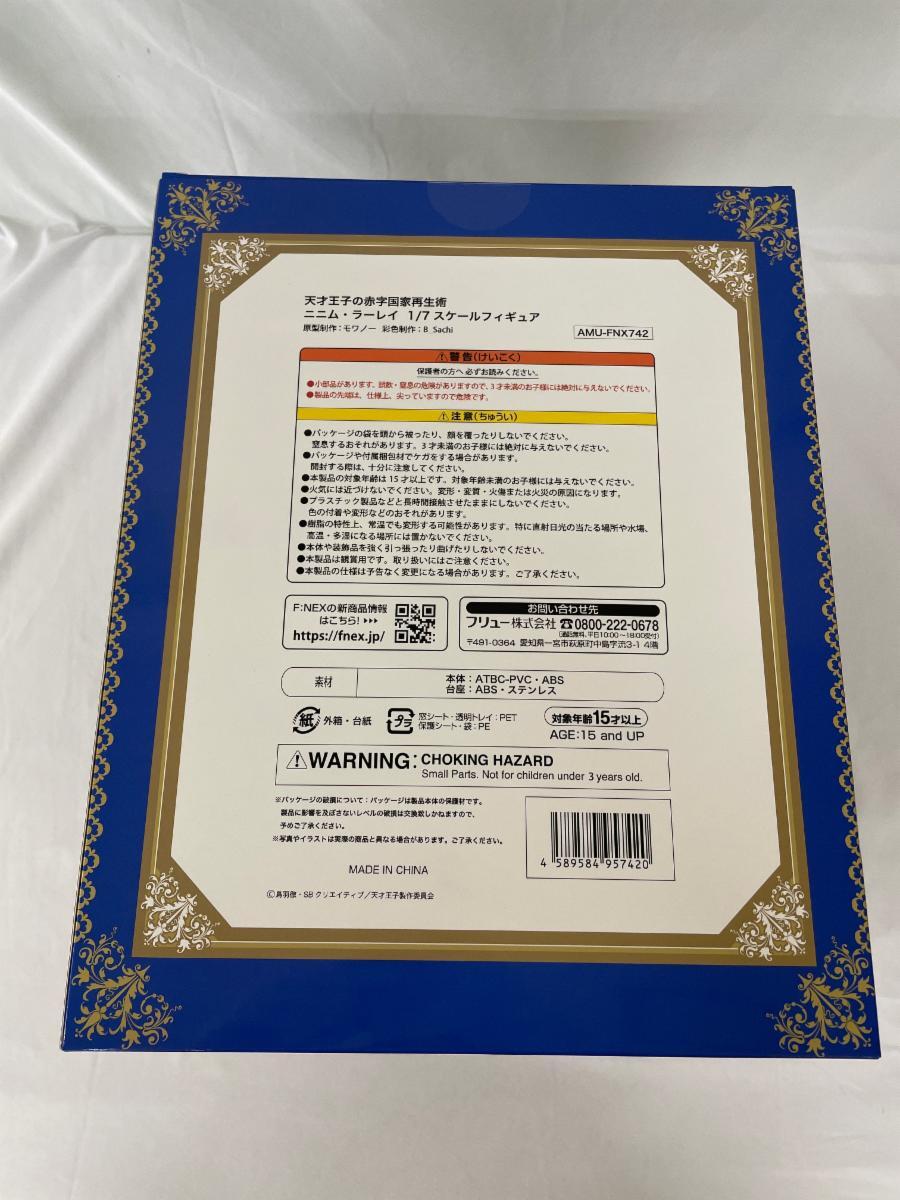 天才王子の赤字国家再生術
ニニム・ラーレイ 1/7 スケールフィギュア
原型制作：モワノー 彩色制作：B_Sachi
AMU-FNX742
⚠警告(けいこく)
保護者の方へ 必ずお読みください。
●小部品があります。誤飲・窒息の危険がありますので、3才未満のお子様には絶対に与えないでください。
●製品の先端は、仕様上、尖っていますので危険です。
⚠注意(ちゅうい)
●パッケージの袋を頭から被ったり、顔を覆ったりしないでください。
窒息するおそれがあります。3才未満のお子様には絶対に与えないでください。
●パッケージや付属梱包材でケガをする場合があります。
開封する際は、十分に注意してください。
●本製品の対象年齢は15才以上です。対象年齢未満のお子様には与えないでください。
●火気には近づけないでください。変形・変質・火傷または火災の原因になります。
●プラスチック製品などと長時間接触させたままにしないでください。
色の付着や変形などのおそれがあります。
●樹脂の特性上、常温でも変形する可能性があります。特に直射日光の当たる場所や水場、
高温・多湿になる場所には置かないでください。
●本体や装飾品を強く引っ張ったり曲げたりしないでください。
●本製品は観賞用です。取り扱いにはご注意ください。
●本製品の仕様は予告なく変更になる場合があります。ご了承ください。
F:NEXの新商品情報
はこちら！▸▸▸
https://fnex.jp/
お問い合わせ先
フリュー株式会社 ☎0800-222-0678
(通話無料、平日10:00～18:00受付)
〒491-0364 愛知県一宮市萩原町中島字流3-1 4階
素材
本体：ATBC-PVC・ABS
台座：ABS・ステンレス
紙 外箱・台紙
プラ 窓シート・透明トレイ：PET
保護シート・袋：PE
対象年齢15才以上
AGE:15 and UP
⚠WARNING: CHOKING HAZARD
Small Parts. Not for children under 3 years old.
※パッケージの破損について：パッケージは製品本体の保護材です。
製品に影響を及ぼさないレベルの破損は交換致しかねますので、
予めご了承ください。
※写真やイラストは実際の商品と異なる場合があります。ご了承ください。
4 589584 957420
MADE IN CHINA
©鳥羽徹・SBクリエイティブ/天才王子製作委員会